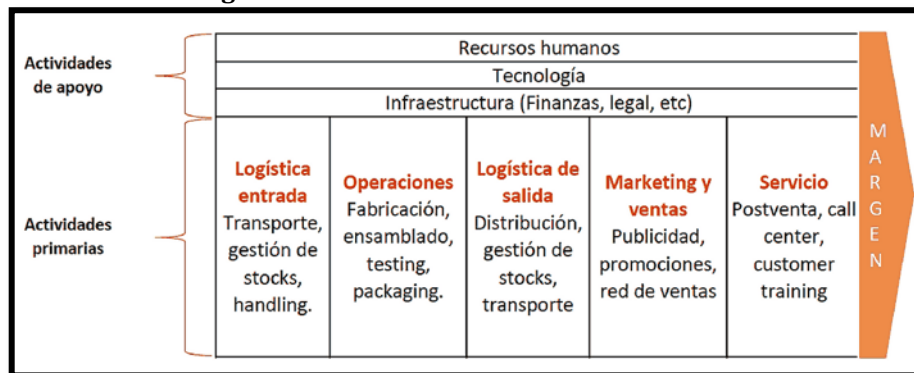 Actividades
de apoyo
Recursos humanos
Tecnología
Infraestructura (Finanzas, legal, etc)
Actividades
primarias
Logística
entrada
Transporte,
gestión de
stocks,
handling.
Operaciones
Fabricación,
ensamblado,
testing,
packaging.
Logística de
salida
Distribución,
gestión de
stocks,
transporte
Marketing y
ventas
Publicidad,
promociones,
red de ventas
Servicio
Postventa, call
center,
customer
training
MARGEN